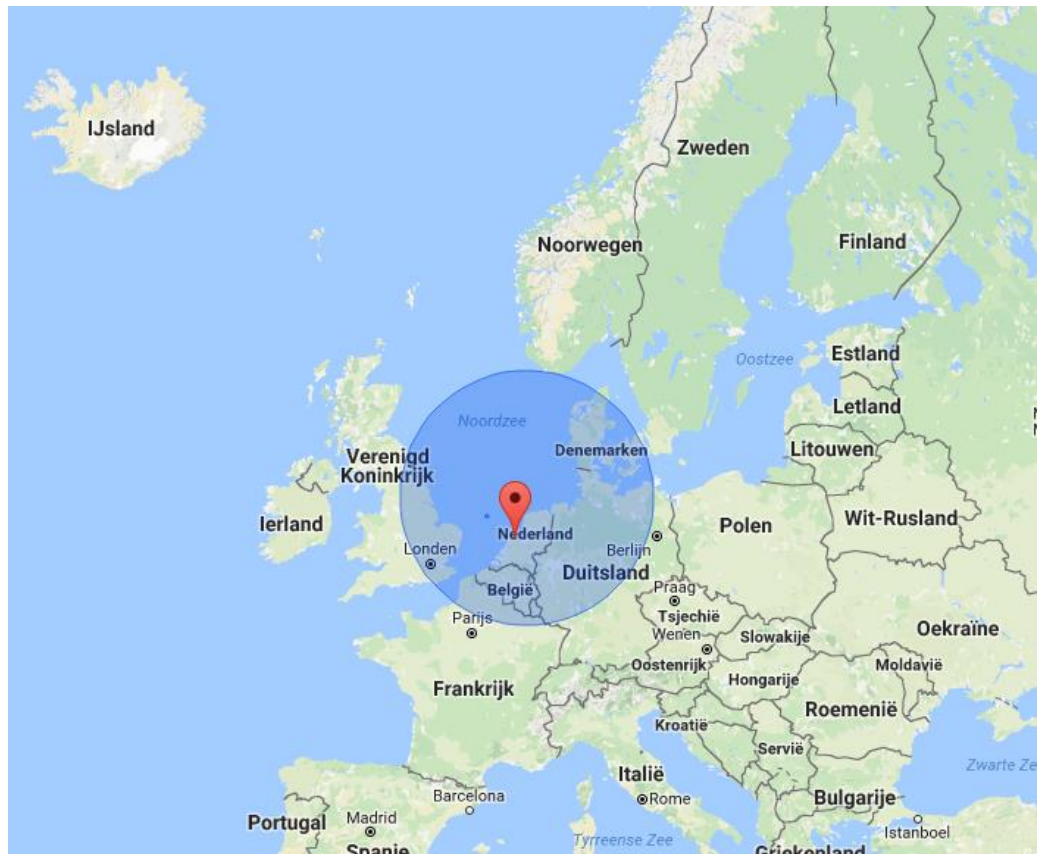 IJsland
Zweden
Finland
Noorwegen
Oostzee
Estland
Letland
Litouwen
Noordzee
Denemarken
Verenigd
Koninkrijk
Ierland
Wit-Rusland
Polen
Nederland
Londen
Berlijn
Duitsland
België
Praag
Tsjechië
Parijs
Wenen
Slowakije
Oekraïne
Oostenrijk
Moldavië
Hongarije
Frankrijk
Roemenië
Kroatië
Servië
Zwarte Ze
Italië
Rome
Barcelona
Bulgarije
Portugal
Madrid
Istanboel
Tyrreense Zee
Spanje
Griekenland